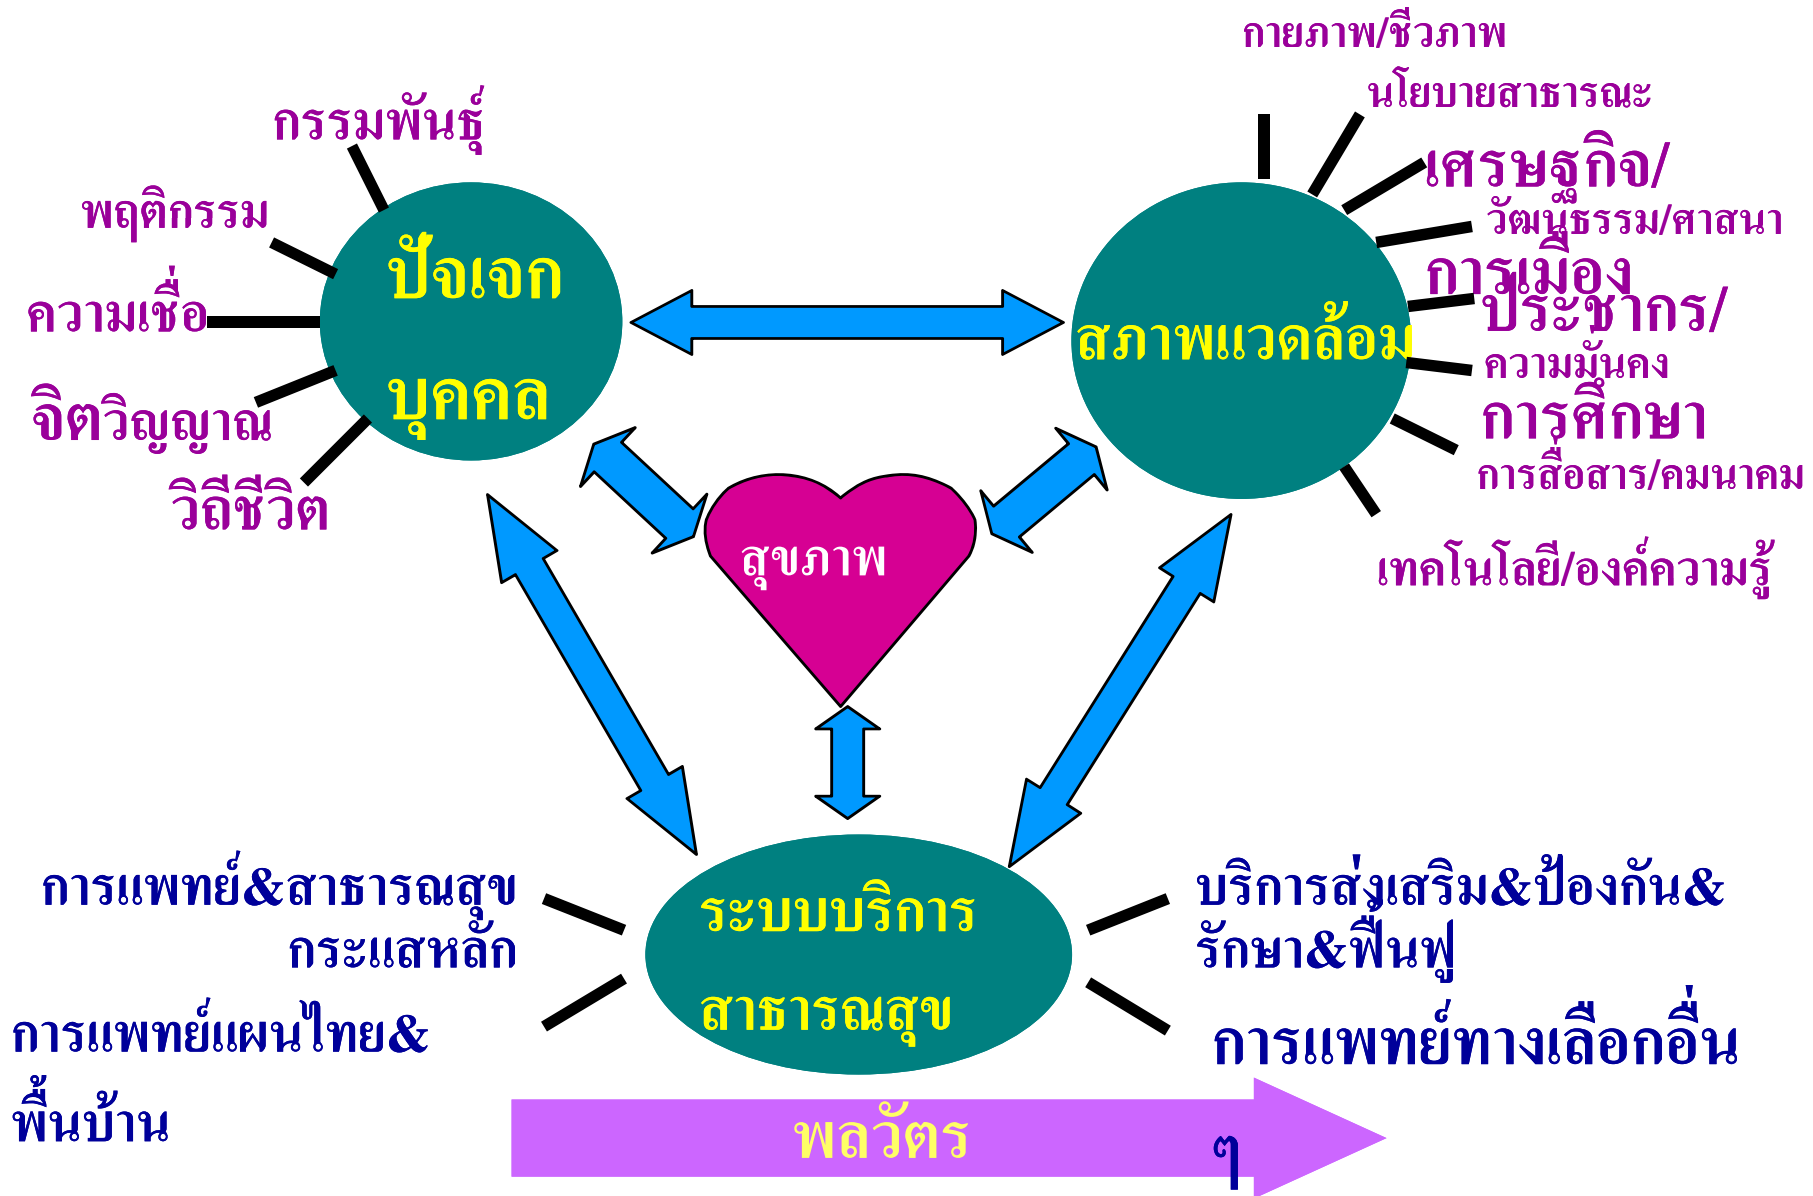 กายภาพ/ชีวภาพ
นโยบายสาธารณะ
กรรมพันธุ์
เศรษฐกิจ/
พฤติกรรม
วัฒนธรรม/ศาสนา
ปัจเจก
การเมือง
ความเชื่อ
ประชากร/
สภาพแวดล้อม
ความมั่นคง
บุคคล
จิตวิญญาณ
การศึกษา
การสื่อสาร/คมนาคม
วิถีชีวิต
สุขภาพ
เทคโนโลยี/องค์ความรู้
การแพทย์&สาธารณสุข
กระแสหลัก
ระบบบริการ
สาธารณสุข
บริการส่งเสริม&ป้องกัน&
รักษา&ฟื้นฟู
การแพทย์แผนไทย&
พื้นบ้าน
การแพทย์ทางเลือกอื่น
ๆ
พลวัตร